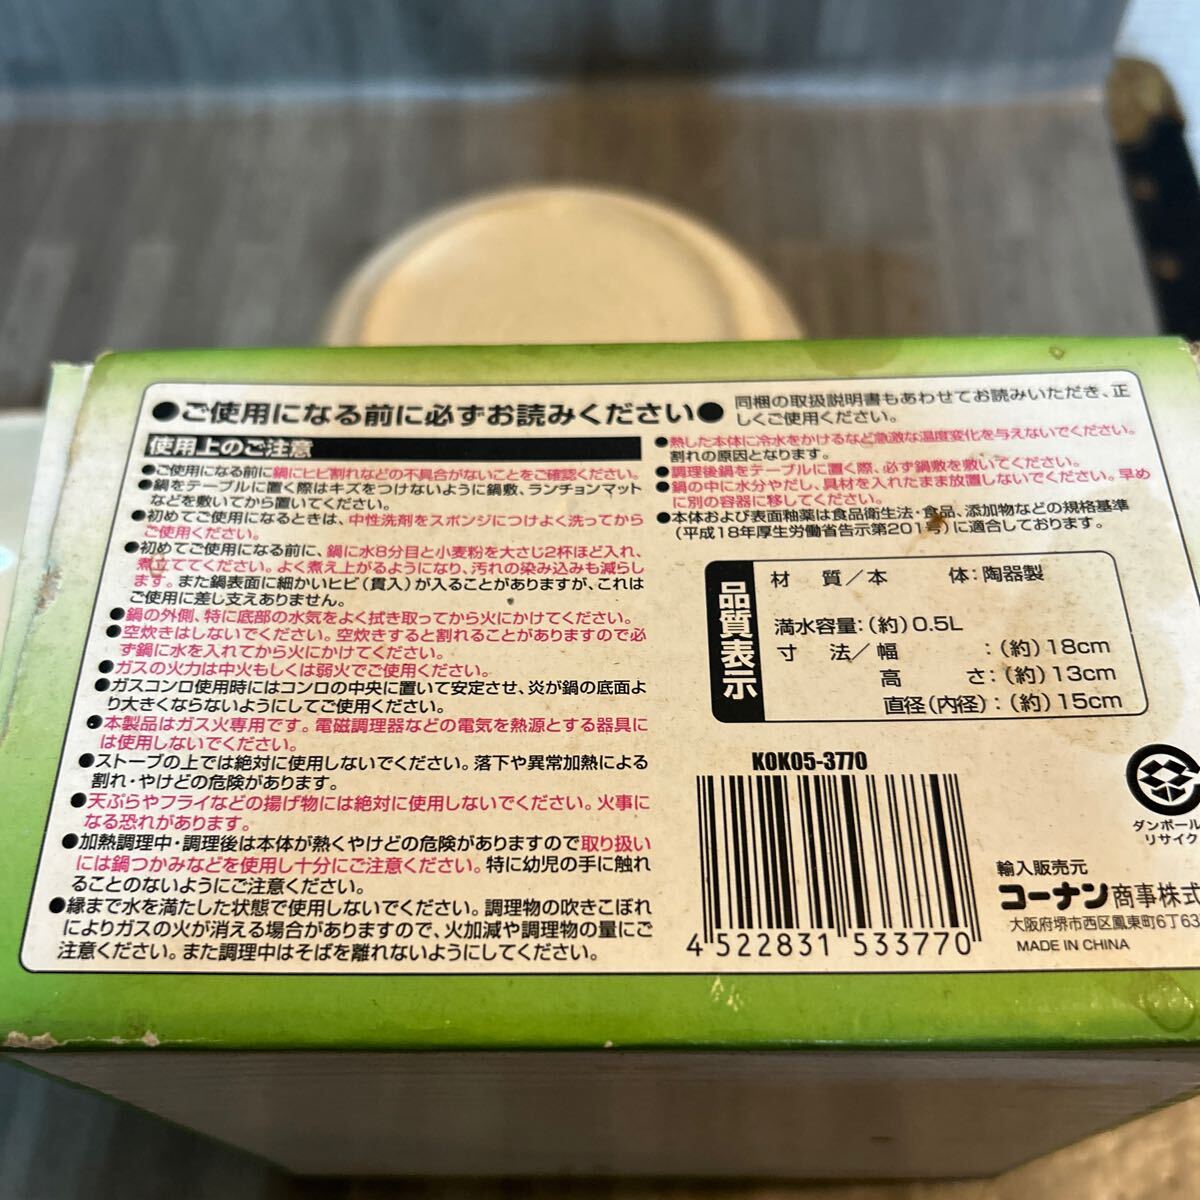 ●ご使用になる前に必ずお読みください●
同梱の取扱説明書もあわせてお読みいただき、正
しくご使用ください。
使用上のご注意
●ご使用になる前に鍋にヒビ割れなどの不具合がないことをご確認ください。
●鍋をテーブルに置く際はキズをつけないように鍋敷、ランチョンマット
などを敷いてから置いてください。
●初めてご使用になるときは、中性洗剤をスポンジにつけよく洗ってから
ご使用ください。
●初めてご使用になる前に、鍋に水8分目と小麦粉を大さじ2杯ほど入れ、
煮立ててください。よく煮え上がるようになり、汚れの染み込みも減らし
ます。また鍋表面に細かいヒビ(貫入)が入ることがありますが、これは
ご使用に差し支えありません。
●鍋の外側、特に底部の水気をよく拭き取ってから火にかけてください。
●空炊きはしないでください。空炊きすると割れることがありますので必
ず鍋に水を入れてから火にかけてください。
●ガスの火力は中火もしくは弱火でご使用ください。
●ガスコンロ使用時にはコンロの中央に置いて安定させ、炎が鍋の底面よ
り大きくならないようにしてご使用ください。
●本製品はガス火専用です。電磁調理器などの電気を熱源とする器具に
は使用しないでください。
●ストーブの上では絶対に使用しないでください。落下や異常加熱による
割れ・やけどの危険があります。
●天ぷらやフライなどの揚げ物には絶対に使用しないでください。火事に
なる恐れがあります。
●加熱調理中・調理後は本体が熱くやけどの危険がありますので取り扱い
には鍋つかみなどを使用し十分にご注意ください。特に幼児の手に触れ
ることのないようにご注意ください。
●縁まで水を満たした状態で使用しないでください。調理物の吹きこぼれ
によりガスの火が消える場合がありますので、火加減や調理物の量にご
注意ください。また調理中はそばを離れないようにしてください。
●熱した本体に冷水をかけるなど急激な温度変化を与えないでください。
割れの原因となります。
●調理後鍋をテーブルに置く際、必ず鍋敷を敷いてください。
●鍋の中に水分やだし、具材を入れたまま放置しないでください。早め
に別の容器に移してください。
●本体および表面釉薬は食品衛生法・食品、添加物などの規格基準
(平成18年厚生労働省告示第201号)に適合しております。
品質表示
材 質/本 体:陶器製
満水容量:(約)0.5L
寸 法/幅 :(約)18cm
高 さ:(約)13cm
直径(内径):(約)15cm
KOK05-3770
4 522831 533770
ダンボール
リサイク
輸入販売元
コーナン商事株式
大阪府堺市西区鳳東町6丁63
MADE IN CHINA